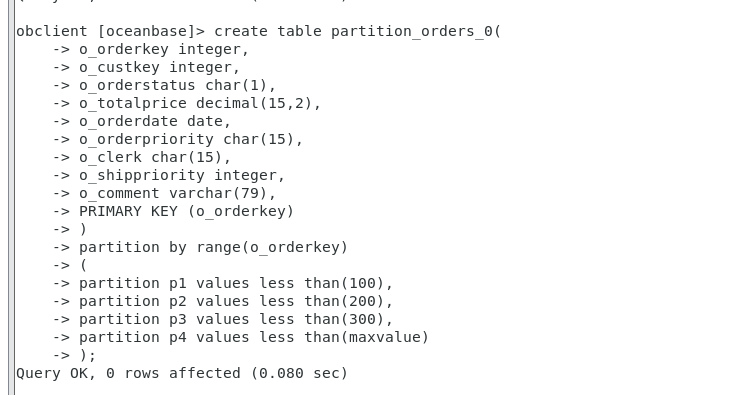 obclient [oceanbase]> create table partition_orders_0(
    -> o_orderkey integer,
    -> o_custkey integer,
    -> o_orderstatus char(1),
    -> o_totalprice decimal(15,2),
    -> o_orderdate date,
    -> o_orderpriority char(15),
    -> o_clerk char(15),
    -> o_shippriority integer,
    -> o_comment varchar(79),
    -> PRIMARY KEY (o_orderkey)
    -> )
    -> partition by range(o_orderkey)
    -> (
    -> partition p1 values less than(100),
    -> partition p2 values less than(200),
    -> partition p3 values less than(300),
    -> partition p4 values less than(maxvalue)
    -> );
Query OK, 0 rows affected (0.080 sec)